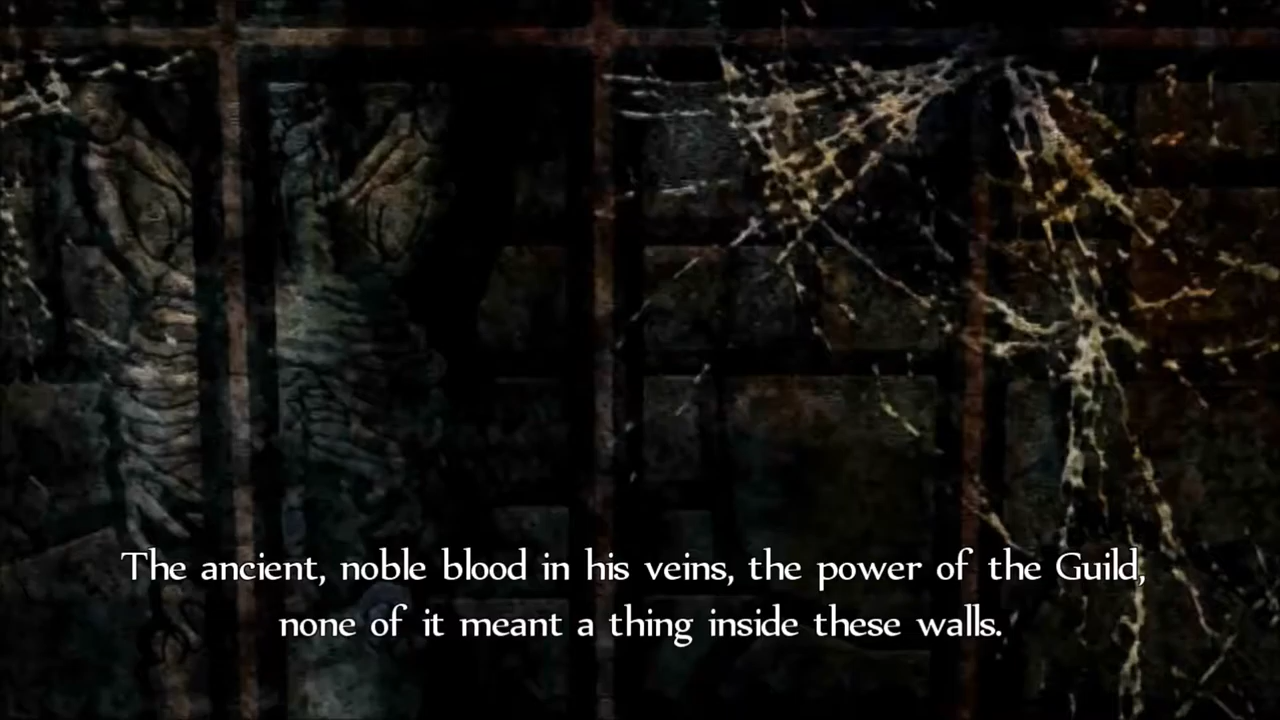 The ancient, noble blood in his veins, the power of the Guild,
none of it meant a thing inside these walls.